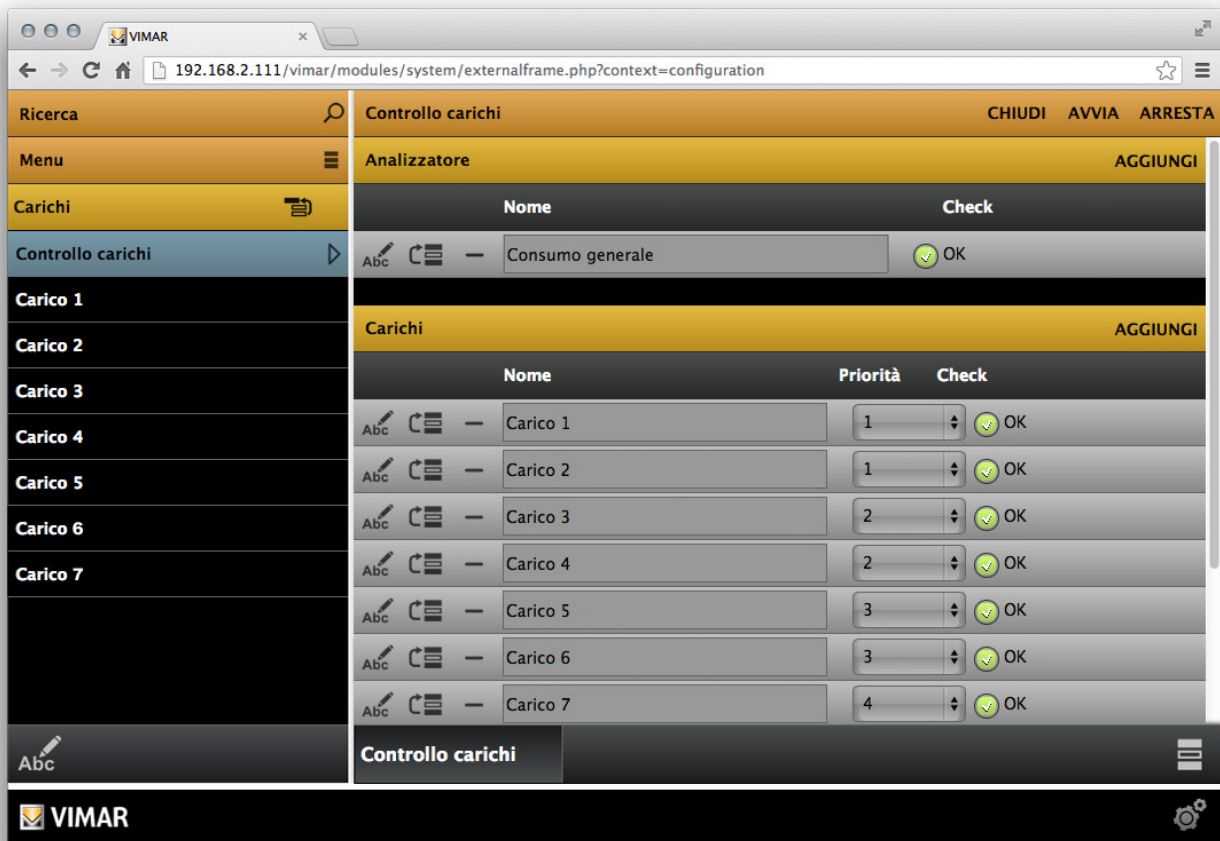 VIMAR
192.168.2.111/vimar/modules/system/externalframe.php?context=configuration
Ricerca
Menu
Carichi
Controllo carichi
Carico 1
Carico 2
Carico 3
Carico 4
Carico 5
Carico 6
Carico 7
Abc
Controllo carichi CHIUDI AVVIA ARRESTA
Analizzatore AGGIUNGI
Nome Check
Abc Consumo generale OK
Carichi AGGIUNGI
Nome Priorità Check
Abc Carico 1 1 OK
Abc Carico 2 1 OK
Abc Carico 3 2 OK
Abc Carico 4 2 OK
Abc Carico 5 3 OK
Abc Carico 6 3 OK
Abc Carico 7 4 OK
Controllo carichi
VIMAR